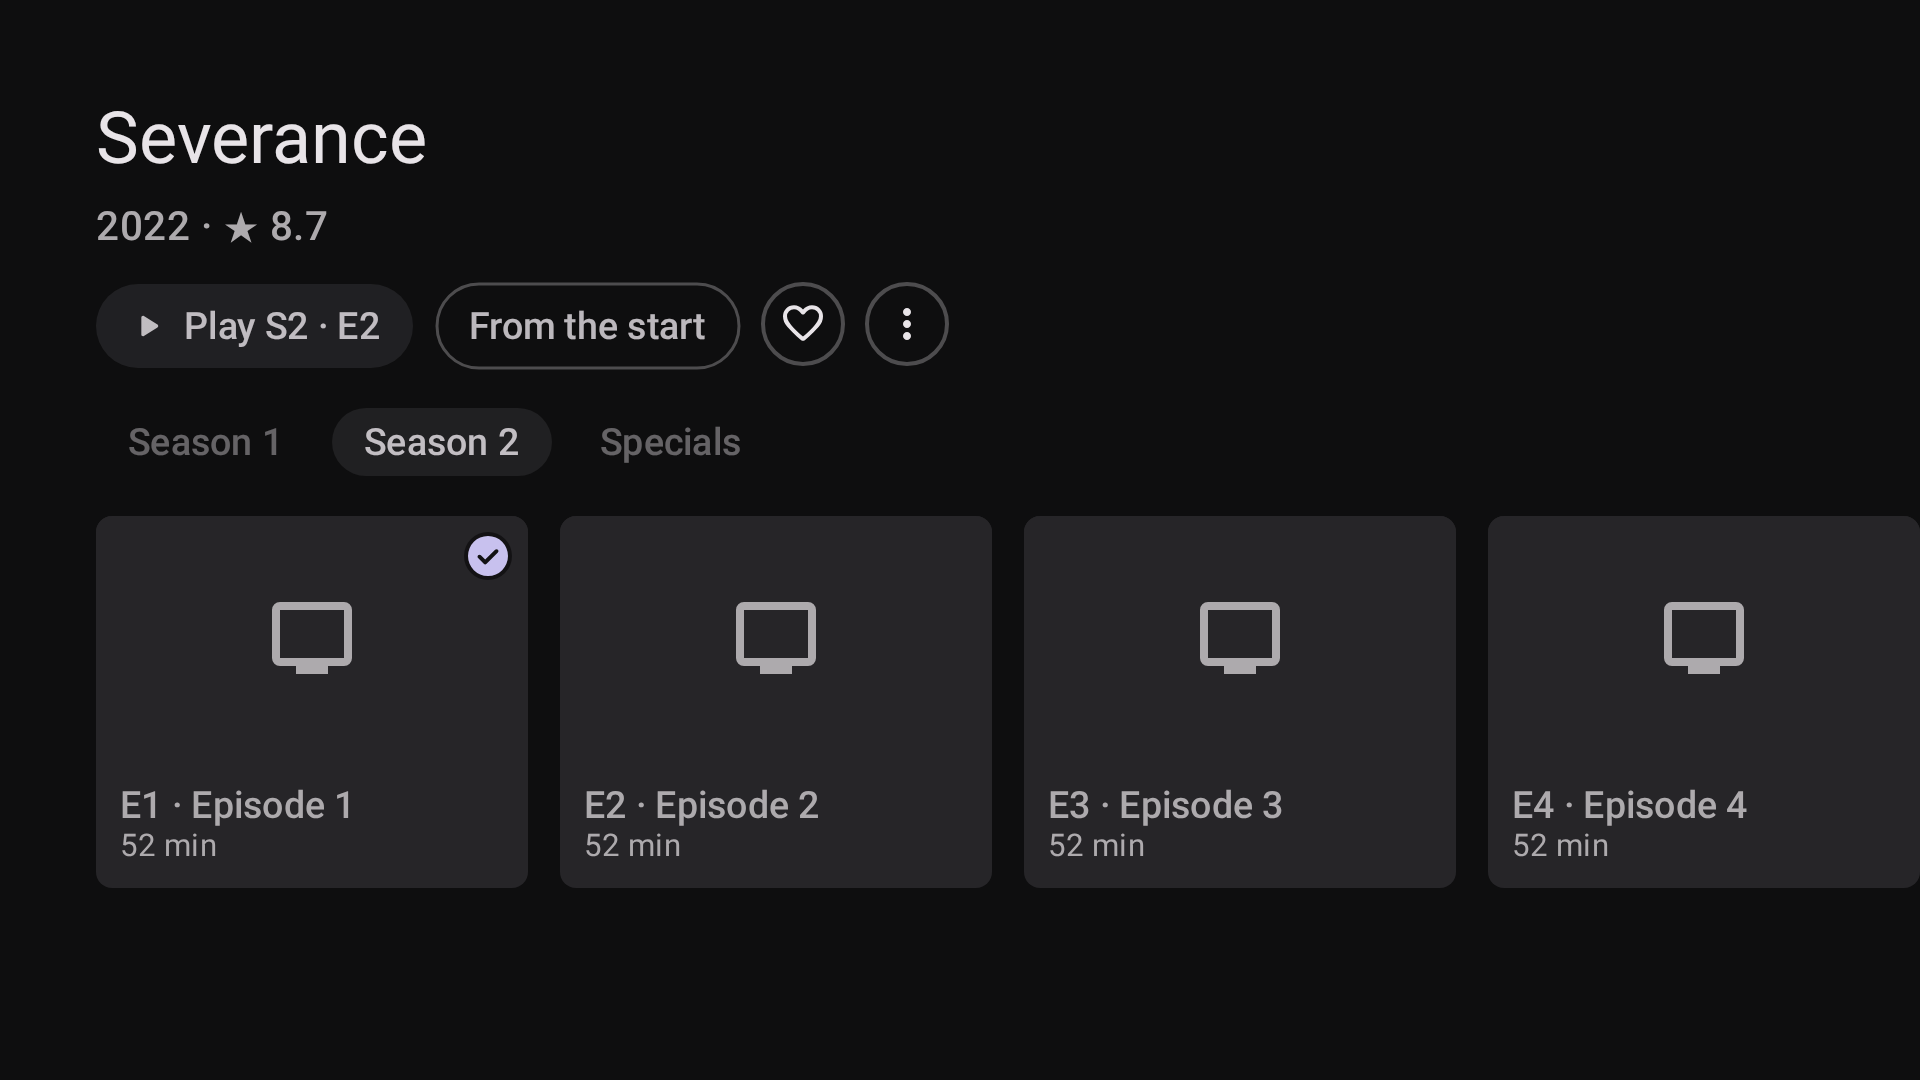 Severance
2022 · ★ 8.7
Play S2 · E2
From the start
Season 1
Season 2
Specials
E1 · Episode 1
52 min
E2 · Episode 2
52 min
E3 · Episode 3
52 min
E4 · Episode 4
52 min